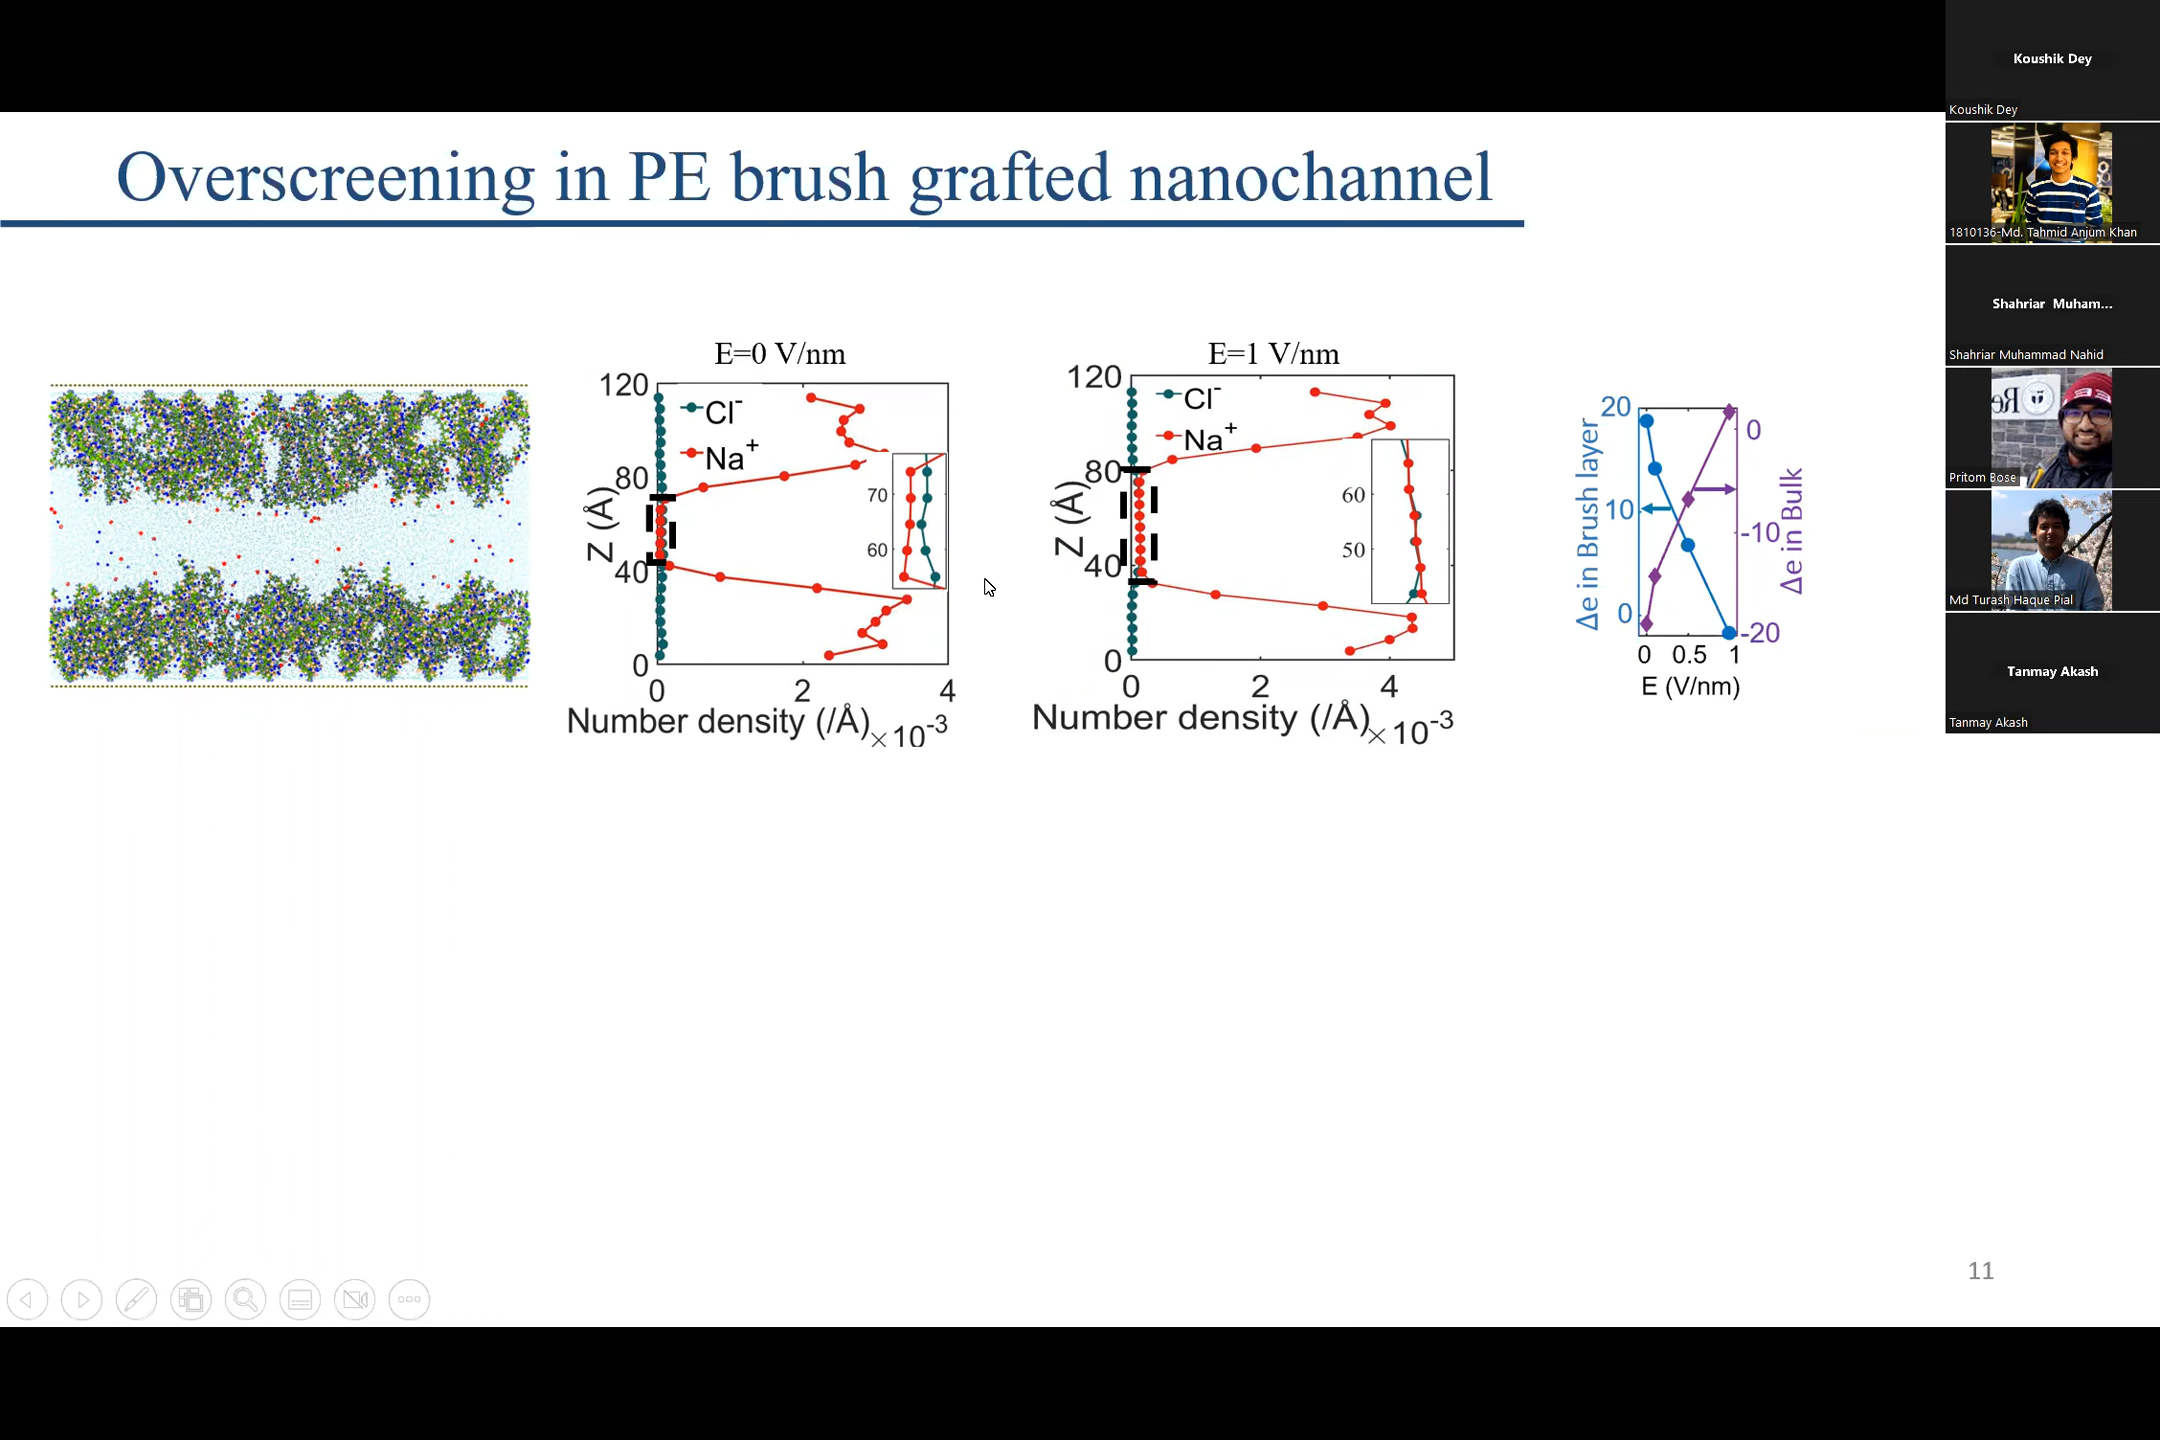 Overscreening in PE brush grafted nanochannel
E=0 V/nm
120
80
40
0
Z (Å)
Cl-
Na+
70
60
0 2 4
Number density (/Å)×10-3
E=1 V/nm
120
80
40
0
Z (Å)
Cl-
Na+
60
50
0 2 4
Number density (/Å)×10-3
20
10
0
Δe in Brush layer
0
-10
-20
Δe in Bulk
0 0.5 1
E (V/nm)
11
Koushik Dey
Koushik Dey
1810136-Md. Tahmid Anjum Khan
Shahriar Muham...
Shahriar Muhammad Nahid
Pritom Bose
Md Turash Haque Pial
Tanmay Akash
Tanmay Akash